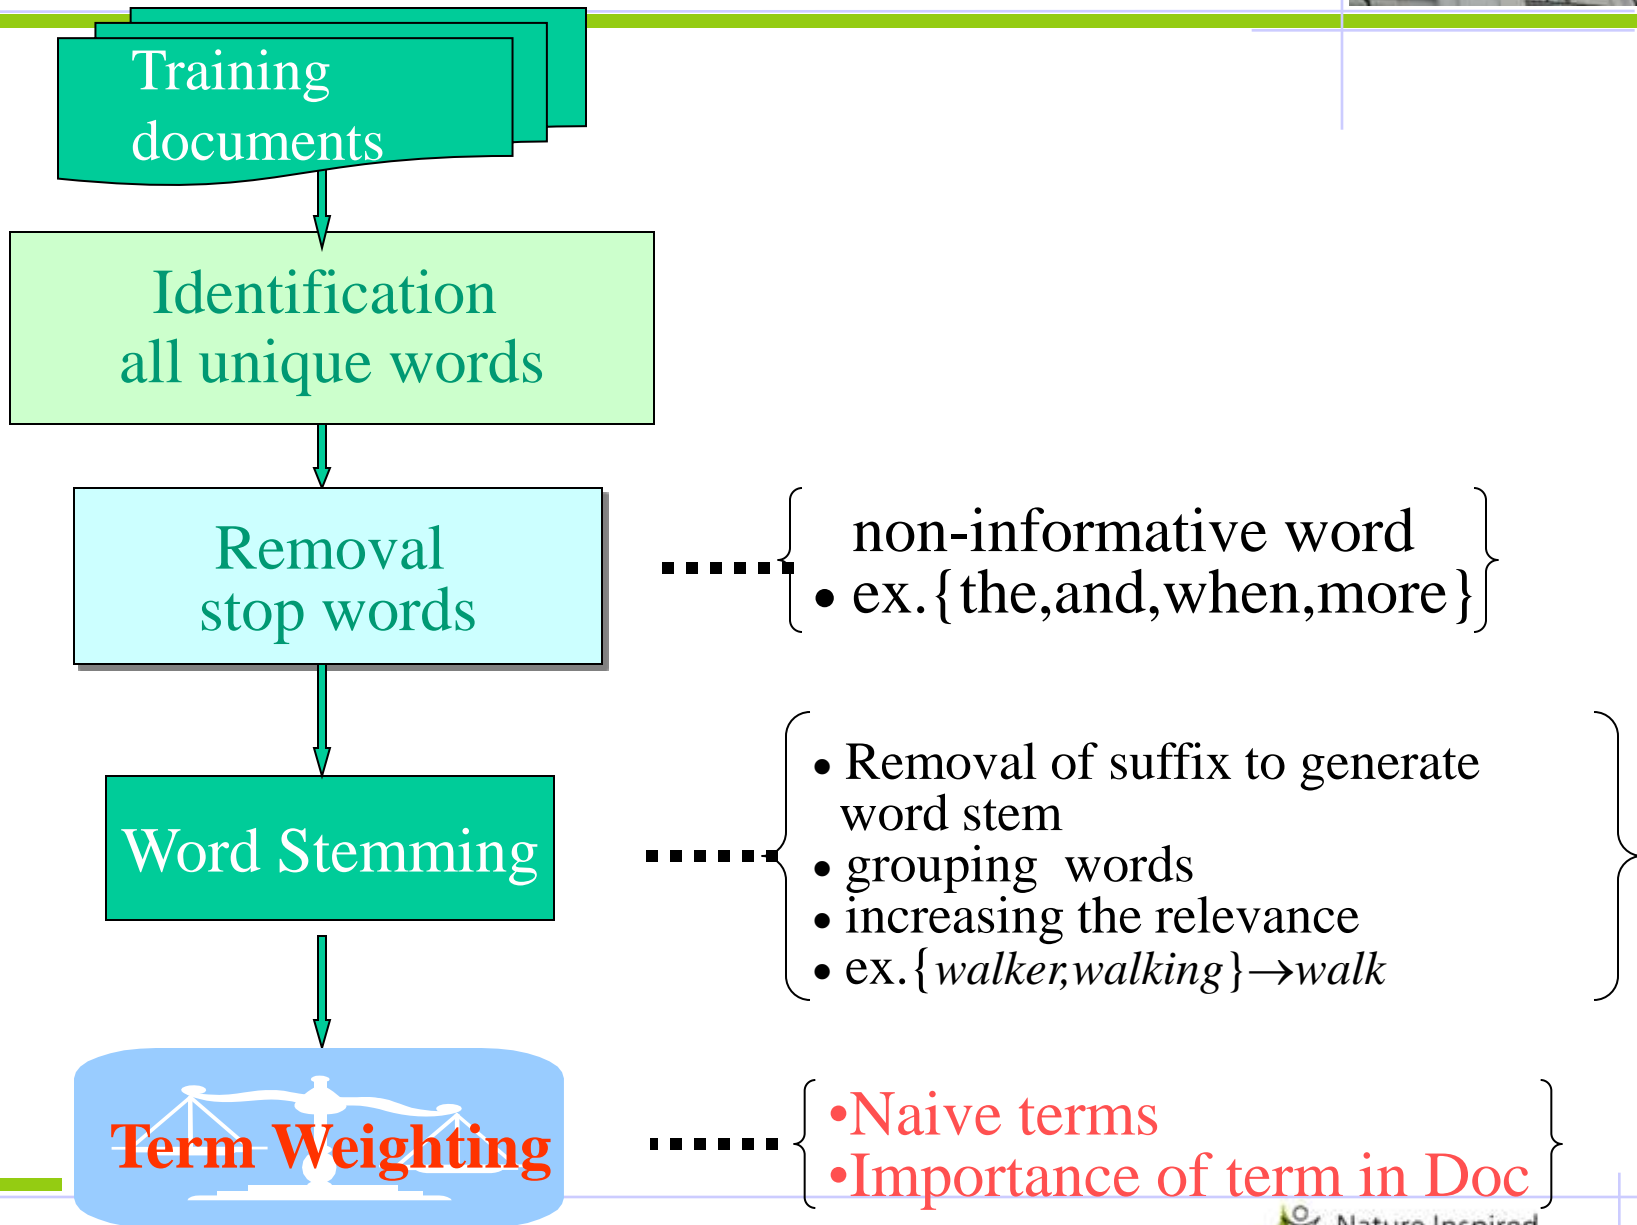 Training
documents
Identification
all unique words
Removal
stop words
non-informative word
• ex.{the,and,when,more}
Word Stemming
• Removal of suffix to generate
word stem
• grouping words
• increasing the relevance
• ex.{walker,walking}→walk
Term Weighting
•Naive terms
•Importance of term in Doc
Nature Inspired